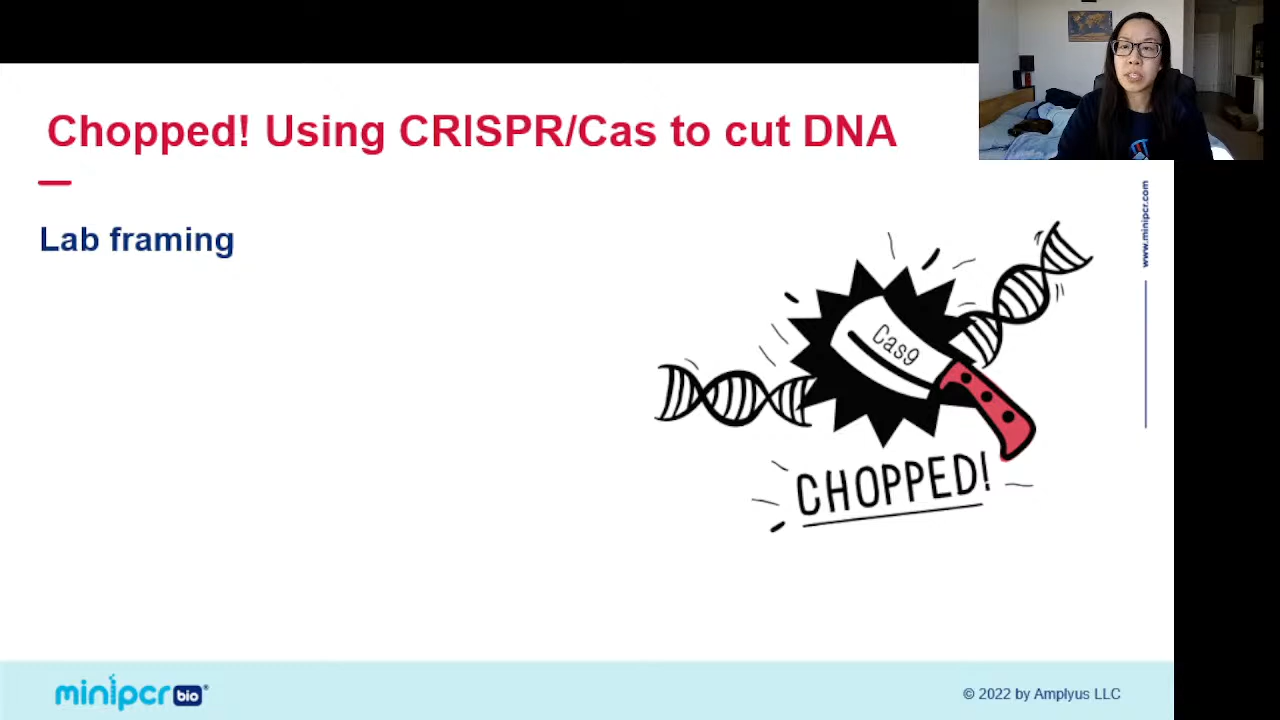 Chopped! Using CRISPR/Cas to cut DNA
Lab framing
www.minipcr.com
Cas9
CHOPPED!
minipcr bio®
© 2022 by Amplyus LLC